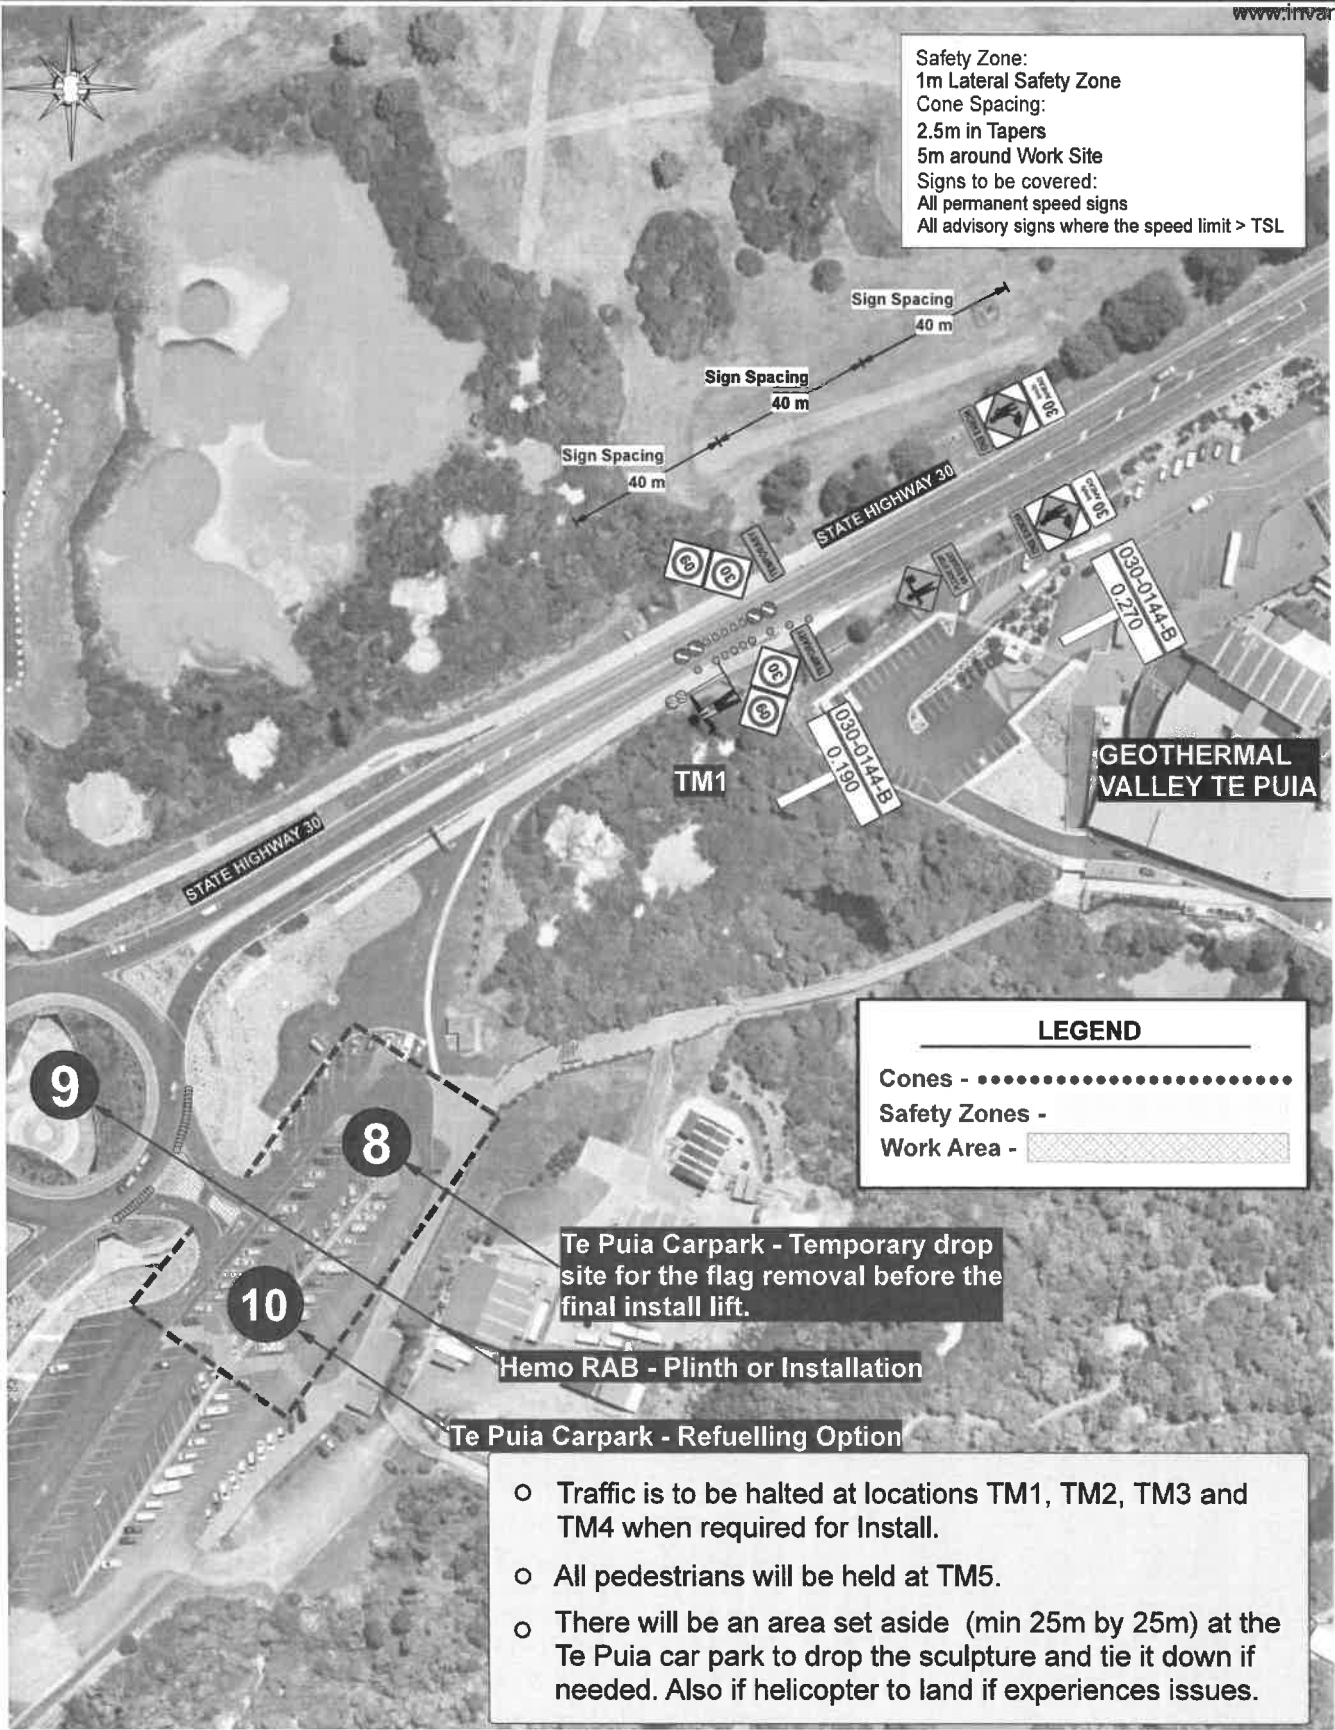 www.invar
Safety Zone:
1m Lateral Safety Zone
Cone Spacing:
2.5m in Tapers
5m around Work Site
Signs to be covered:
All permanent speed signs
All advisory signs where the speed limit > TSL
Sign Spacing
40 m
Sign Spacing
40 m
Sign Spacing
40 m
30
AHEAD
STATE HIGHWAY 30
30
AHEAD
60
30
TEMPORARY
030-0144-B
0.270
TEMPORARY
30
60
030-0144-B
0.190
TM1
GEOTHERMAL
VALLEY TE PUIA
STATE HIGHWAY 30
LEGEND
Cones -
Safety Zones -
Work Area -
9
8
10
Te Puia Carpark - Temporary drop
site for the flag removal before the
final install lift.
Hemo RAB - Plinth or Installation
Te Puia Carpark - Refuelling Option
Traffic is to be halted at locations TM1, TM2, TM3 and
TM4 when required for Install.
All pedestrians will be held at TM5.
There will be an area set aside (min 25m by 25m) at the
Te Puia car park to drop the sculpture and tie it down if
needed. Also if helicopter to land if experiences issues.